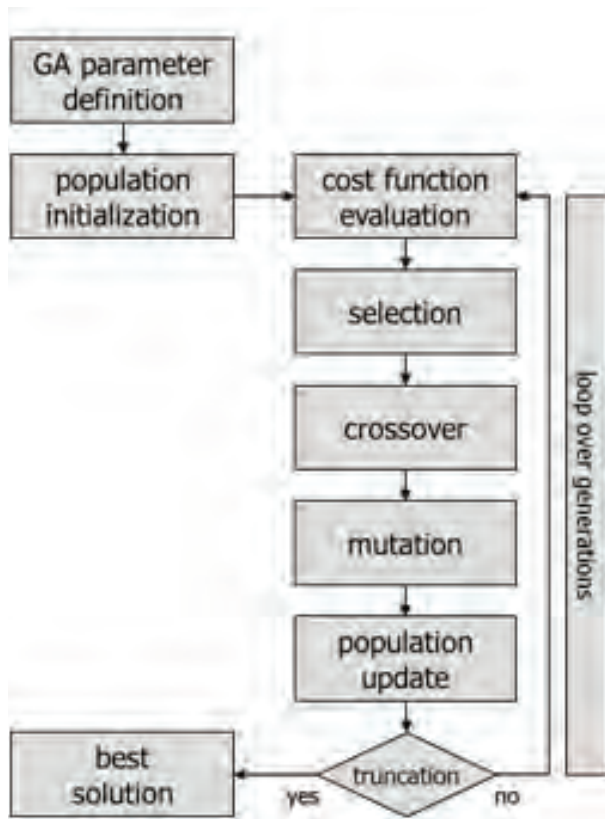 GA parameter
definition
population
initialization
cost function
evaluation
selection
crossover
mutation
population
update
truncation
yes
no
best
solution
loop over generations